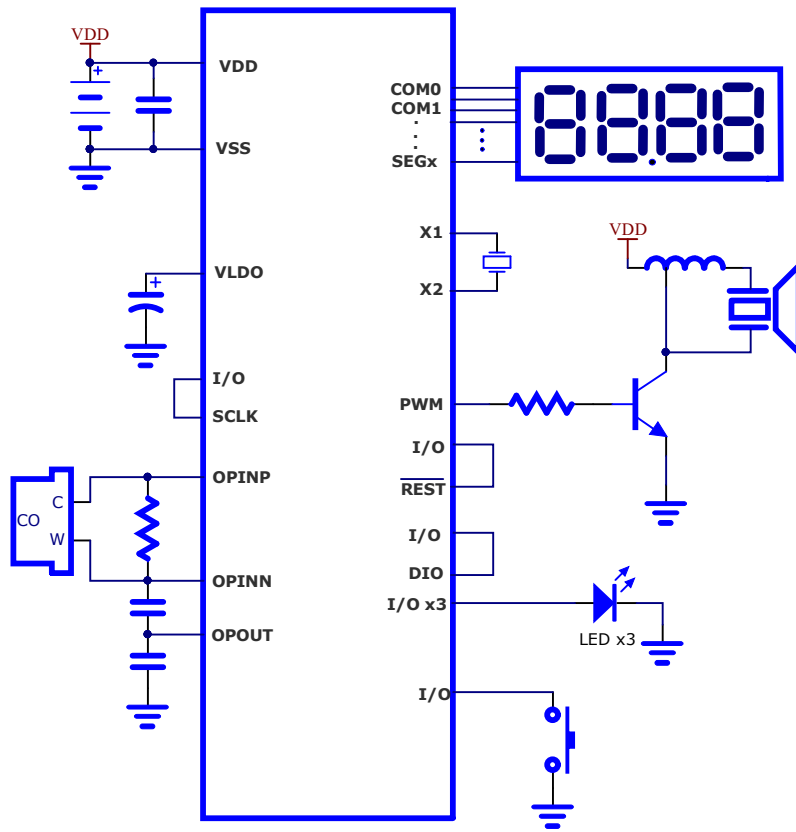 VDD
+
VDD
VSS
VLDO
+
I/O
SCLK
OPINP
C
CO
W
OPINN
OPOUT
COM0
COM1
SEGx
X1
X2
VDD
PWM
I/O
REST
I/O
DIO
I/O x3
LED x3
I/O